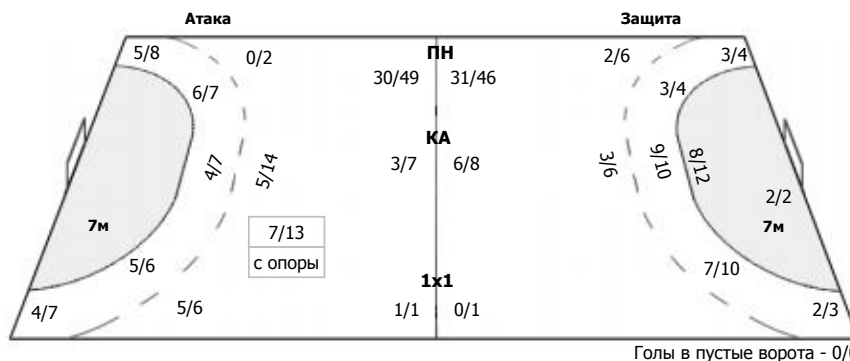 Атака Защита
5/8 0/2 ПН 2/6 3/4
30/49 31/46
6/7 3/4
КА
4/7 5/14 3/7 6/8 3/6 9/10 8/12
2/2
7м 7/13 7м
5/6 с опоры 7/10
1х1
4/7 5/6 1/1 0/1 2/3
Голы в пустые ворота - 0/